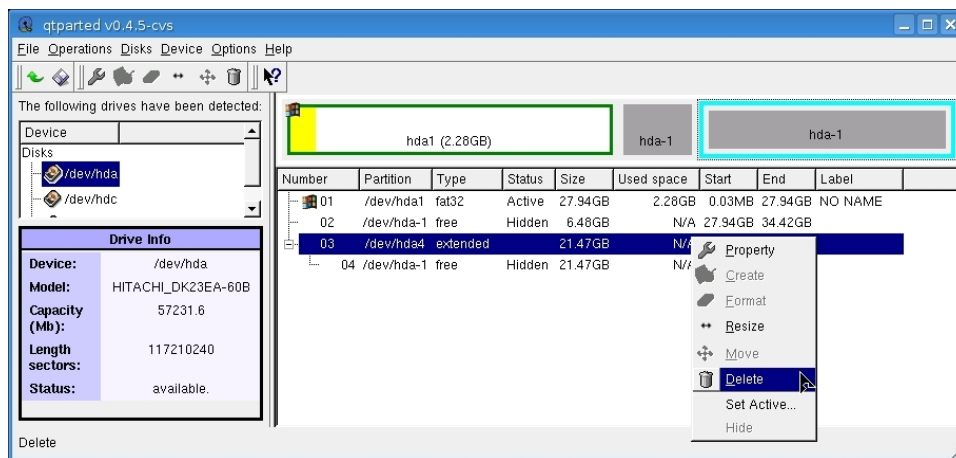 qtparted v0.4.5-cvs
File Operations Disks Device Options Help
The following drives have been detected:
Device
Disks
/dev/hda
/dev/hdc
Drive Info
Device: /dev/hda
Model: HITACHI_DK23EA-60B
Capacity (Mb): 57231.6
Length sectors: 117210240
Status: available.
hda1 (2.28GB)
hda-1
hda-1
Number Partition Type Status Size Used space Start End Label
01 /dev/hda1 fat32 Active 27.94GB 2.28GB 0.03MB 27.94GB NO NAME
02 /dev/hda-1 free Hidden 6.48GB N/A 27.94GB 34.42GB
03 /dev/hda4 extended 21.47GB N/A
04 /dev/hda-1 free Hidden 21.47GB N/A
Property
Create
Format
Resize
Move
Delete
Set Active...
Hide
Delete